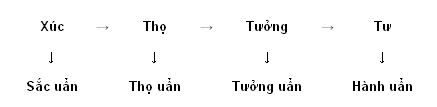 Xúc → Thọ → Tưởng → Tư
↓ ↓ ↓ ↓
Sắc uẩn Thọ uẩn Tưởng uẩn Hành uẩn